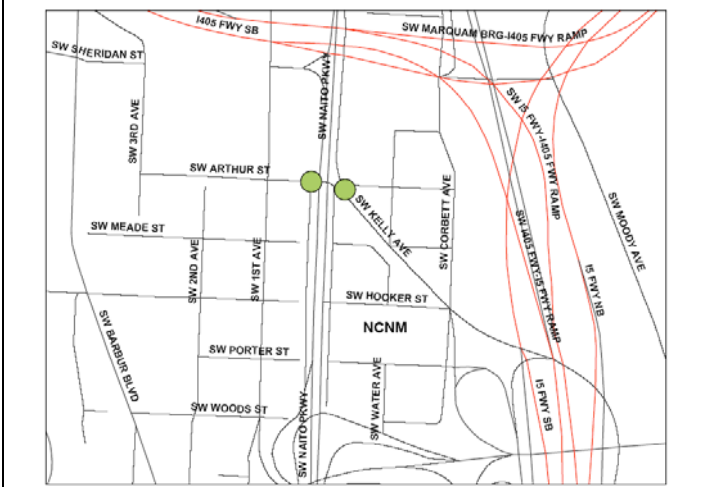 I405 FWY SB
SW MARQUAM BRG-I405 FWY RAMP
SW SHERIDAN ST
SW NAITO PKWY
SW 3RD AVE
SW I5 FWY-I405 FWY RAMP
SW ARTHUR ST
SW KELLY AVE
SW CORBETT AVE
SW MOODY AVE
SW MEADE ST
SW 2ND AVE
SW 1ST AVE
SW I405 FWY-I5 FWY RAMP
I5 FWY NB
SW HOOKER ST
NCNM
SW BARBUR BLVD
SW PORTER ST
SW WATER AVE
I5 FWY SB
SW WOODS ST
SW NAITO PKWY